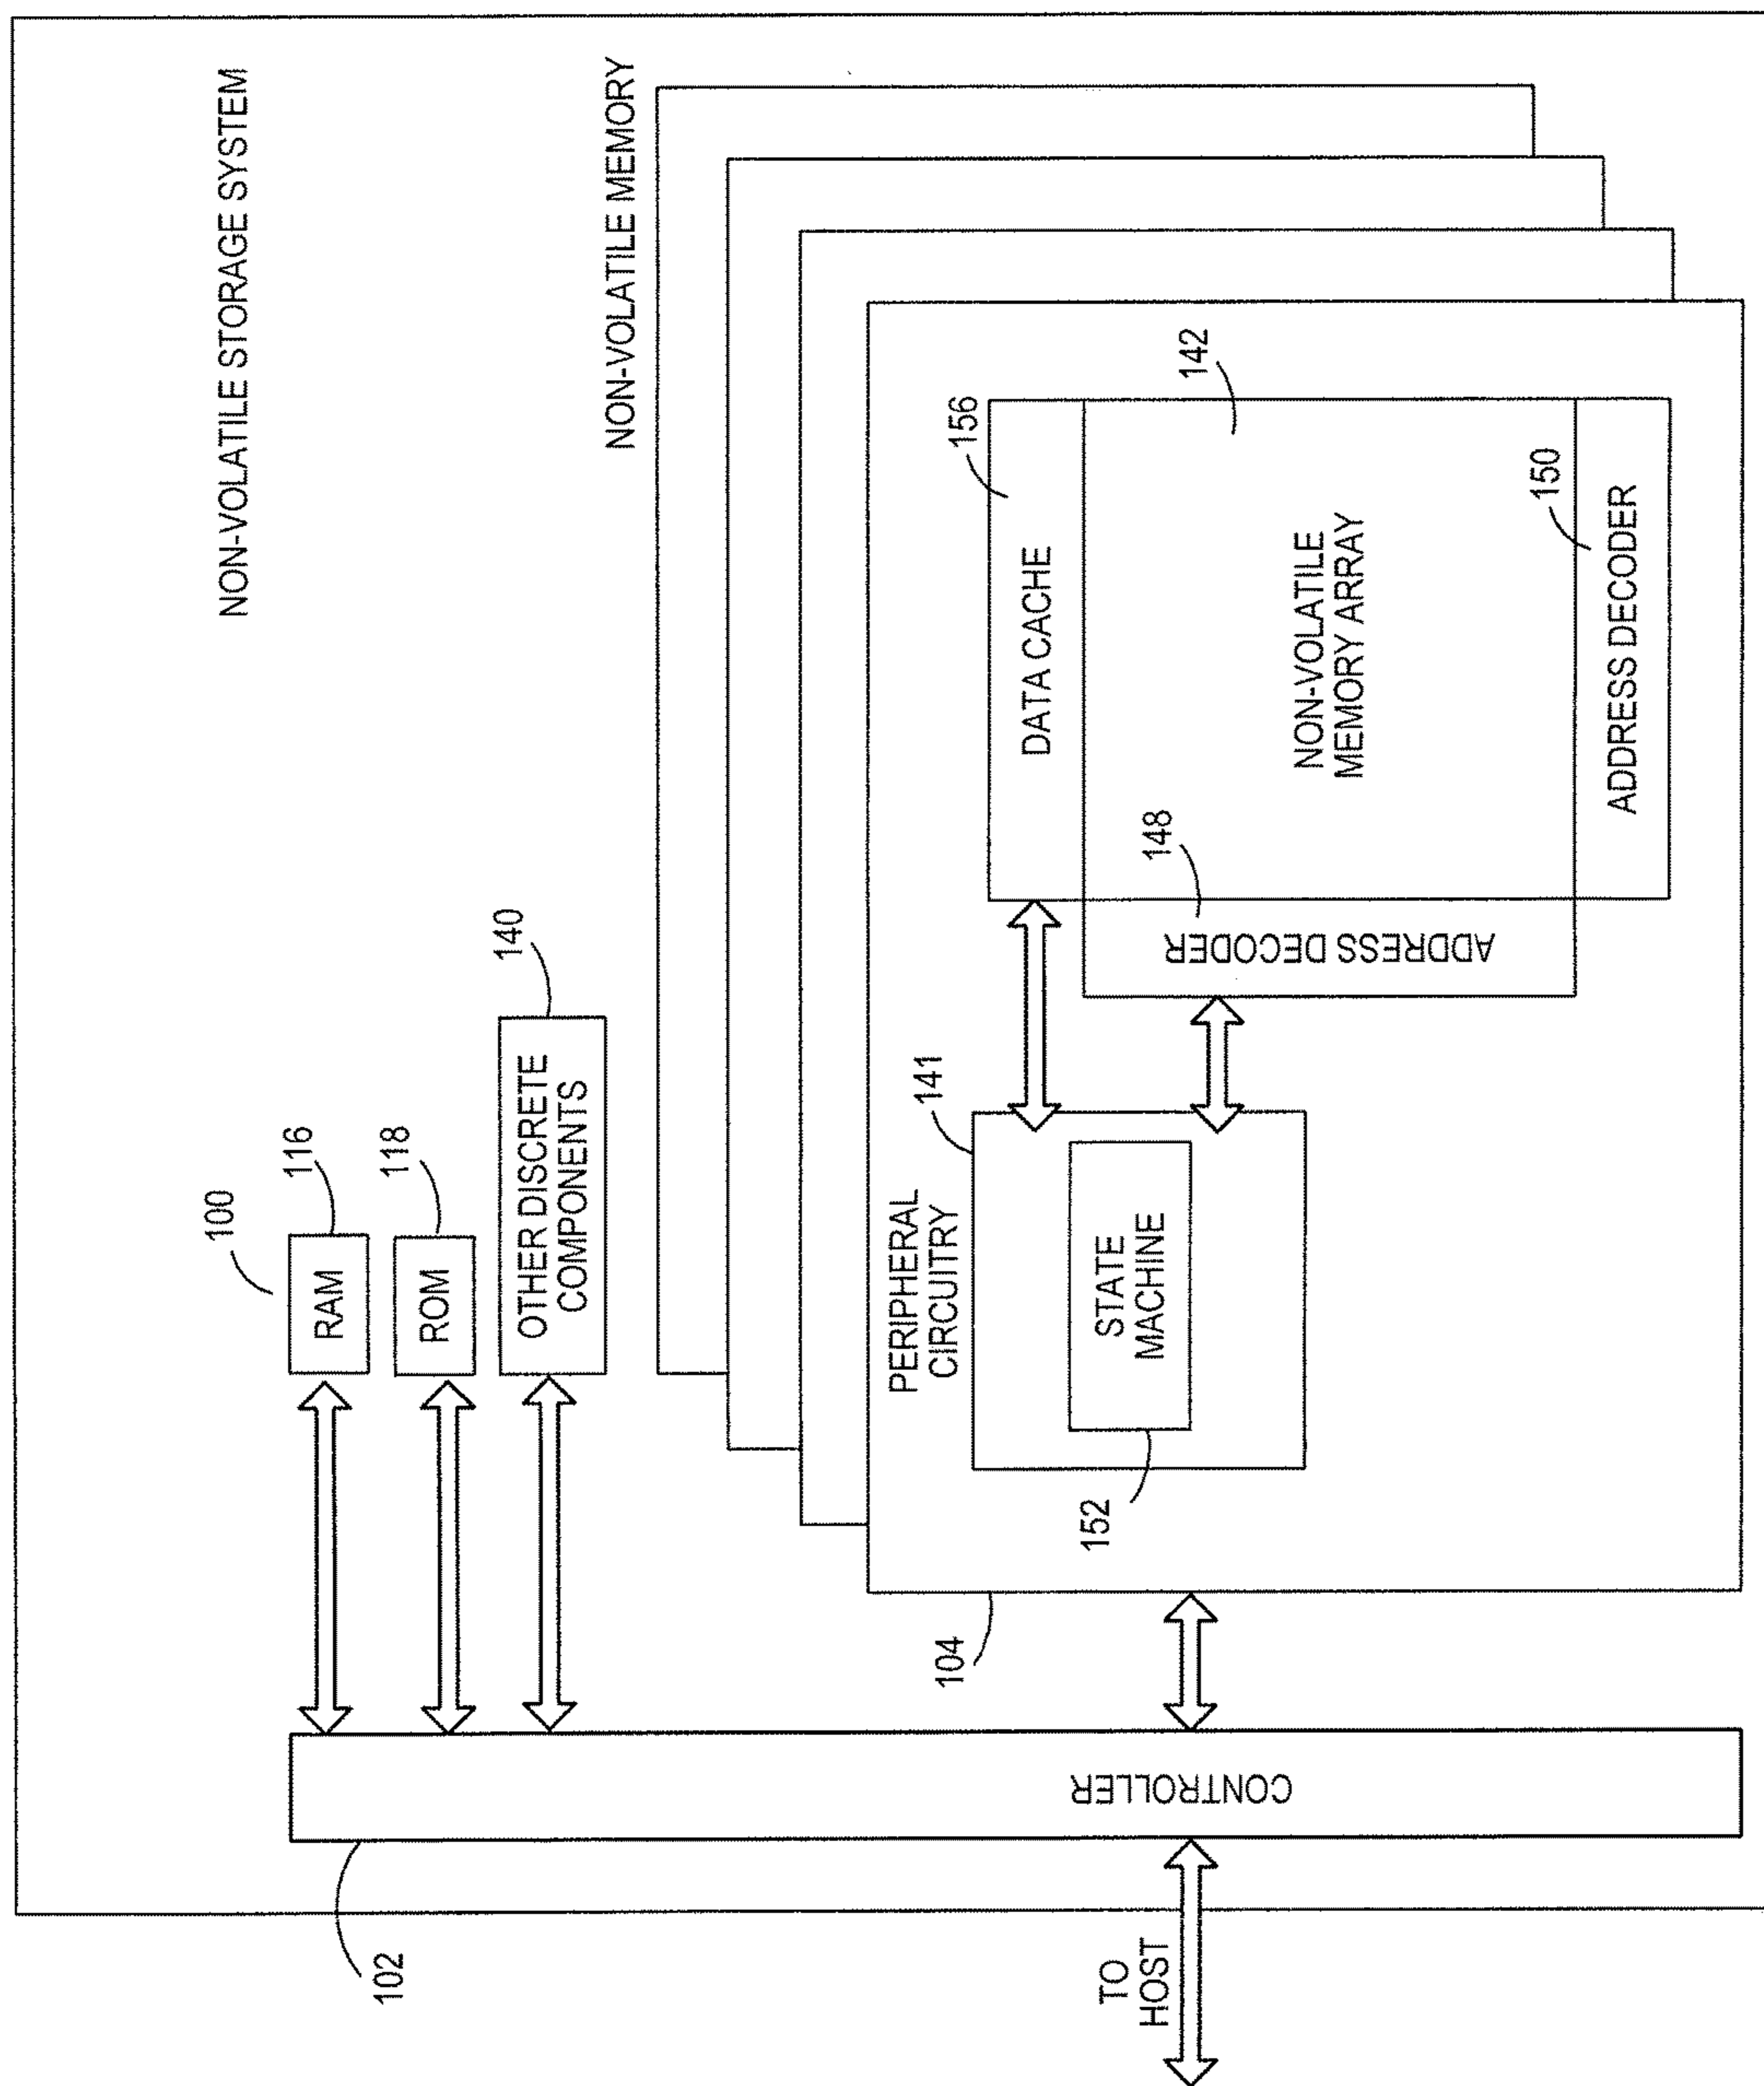 NON-VOLATILE STORAGE SYSTEM
100
116
RAM
118
ROM
140
OTHER DISCRETE
COMPONENTS
NON-VOLATILE MEMORY
102
CONTROLLER
TO
HOST
104
PERIPHERAL
CIRCUITRY
141
STATE
MACHINE
152
156
DATA CACHE
142
NON-VOLATILE
MEMORY ARRAY
148
ADDRESS DECODER
150
ADDRESS DECODER